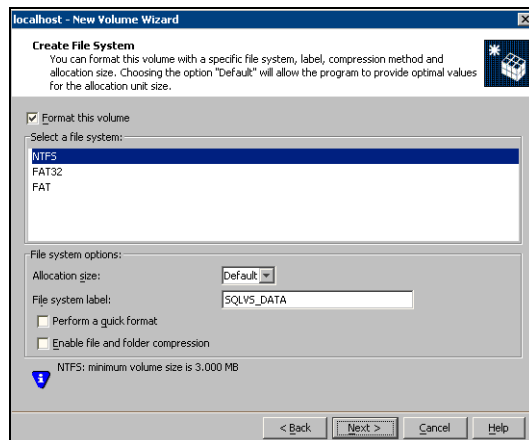 localhost - New Volume Wizard
Create File System
You can format this volume with a specific file system, label, compression method and
allocation size. Choosing the option "Default" will allow the program to provide optimal values
for the allocation unit size.
Format this volume
Select a file system:
NTFS
FAT32
FAT
File system options:
Allocation size:
Default
File system label:
SQLVS_DATA
Perform a quick format
Enable file and folder compression
NTFS: minimum volume size is 3.000 MB
< Back
Next >
Cancel
Help